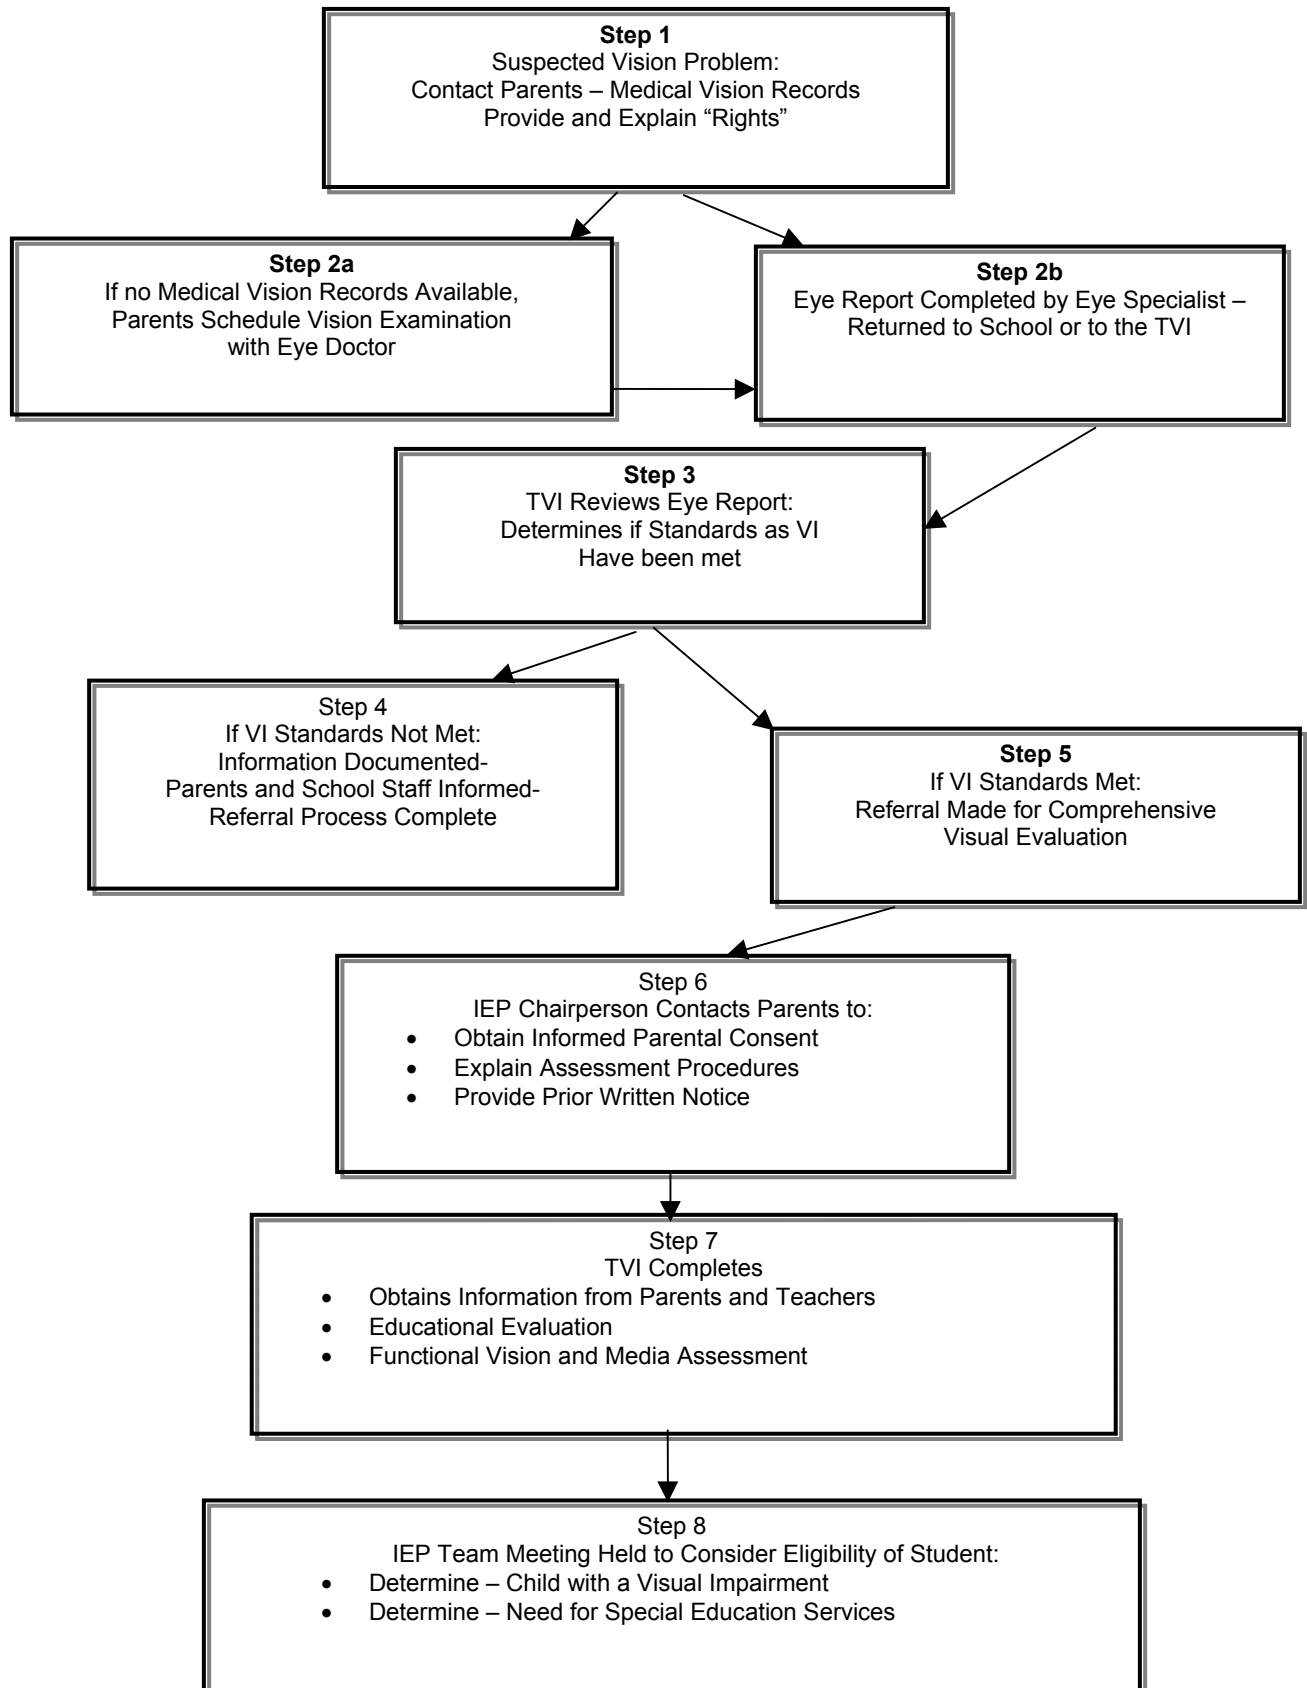 Step 1
Suspected Vision Problem:
Contact Parents – Medical Vision Records
Provide and Explain “Rights”
Step 2a
If no Medical Vision Records Available,
Parents Schedule Vision Examination
with Eye Doctor
Step 2b
Eye Report Completed by Eye Specialist –
Returned to School or to the TVI
Step 3
TVI Reviews Eye Report:
Determines if Standards as VI
Have been met
Step 4
If VI Standards Not Met:
Information Documented-
Parents and School Staff Informed-
Referral Process Complete
Step 5
If VI Standards Met:
Referral Made for Comprehensive
Visual Evaluation
Step 6
IEP Chairperson Contacts Parents to:
• Obtain Informed Parental Consent
• Explain Assessment Procedures
• Provide Prior Written Notice
Step 7
TVI Completes
• Obtains Information from Parents and Teachers
• Educational Evaluation
• Functional Vision and Media Assessment
Step 8
IEP Team Meeting Held to Consider Eligibility of Student:
• Determine – Child with a Visual Impairment
• Determine – Need for Special Education Services